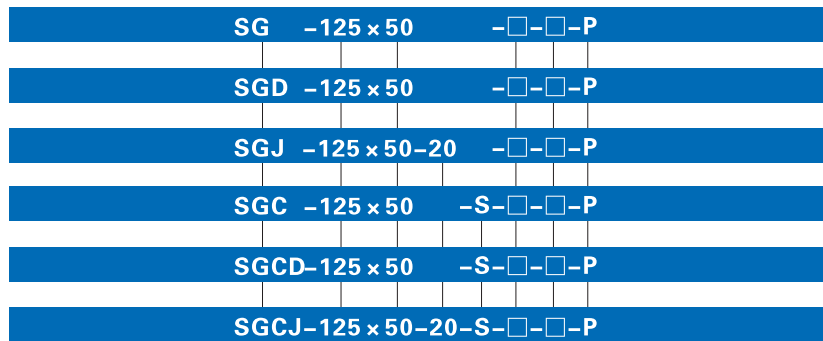 SG -125×50 -□-□-P
SGD -125×50 -□-□-P
SGJ -125×50-20 -□-□-P
SGC -125×50 -S-□-□-P
SGCD-125×50 -S-□-□-P
SGCJ-125×50-20-S-□-□-P